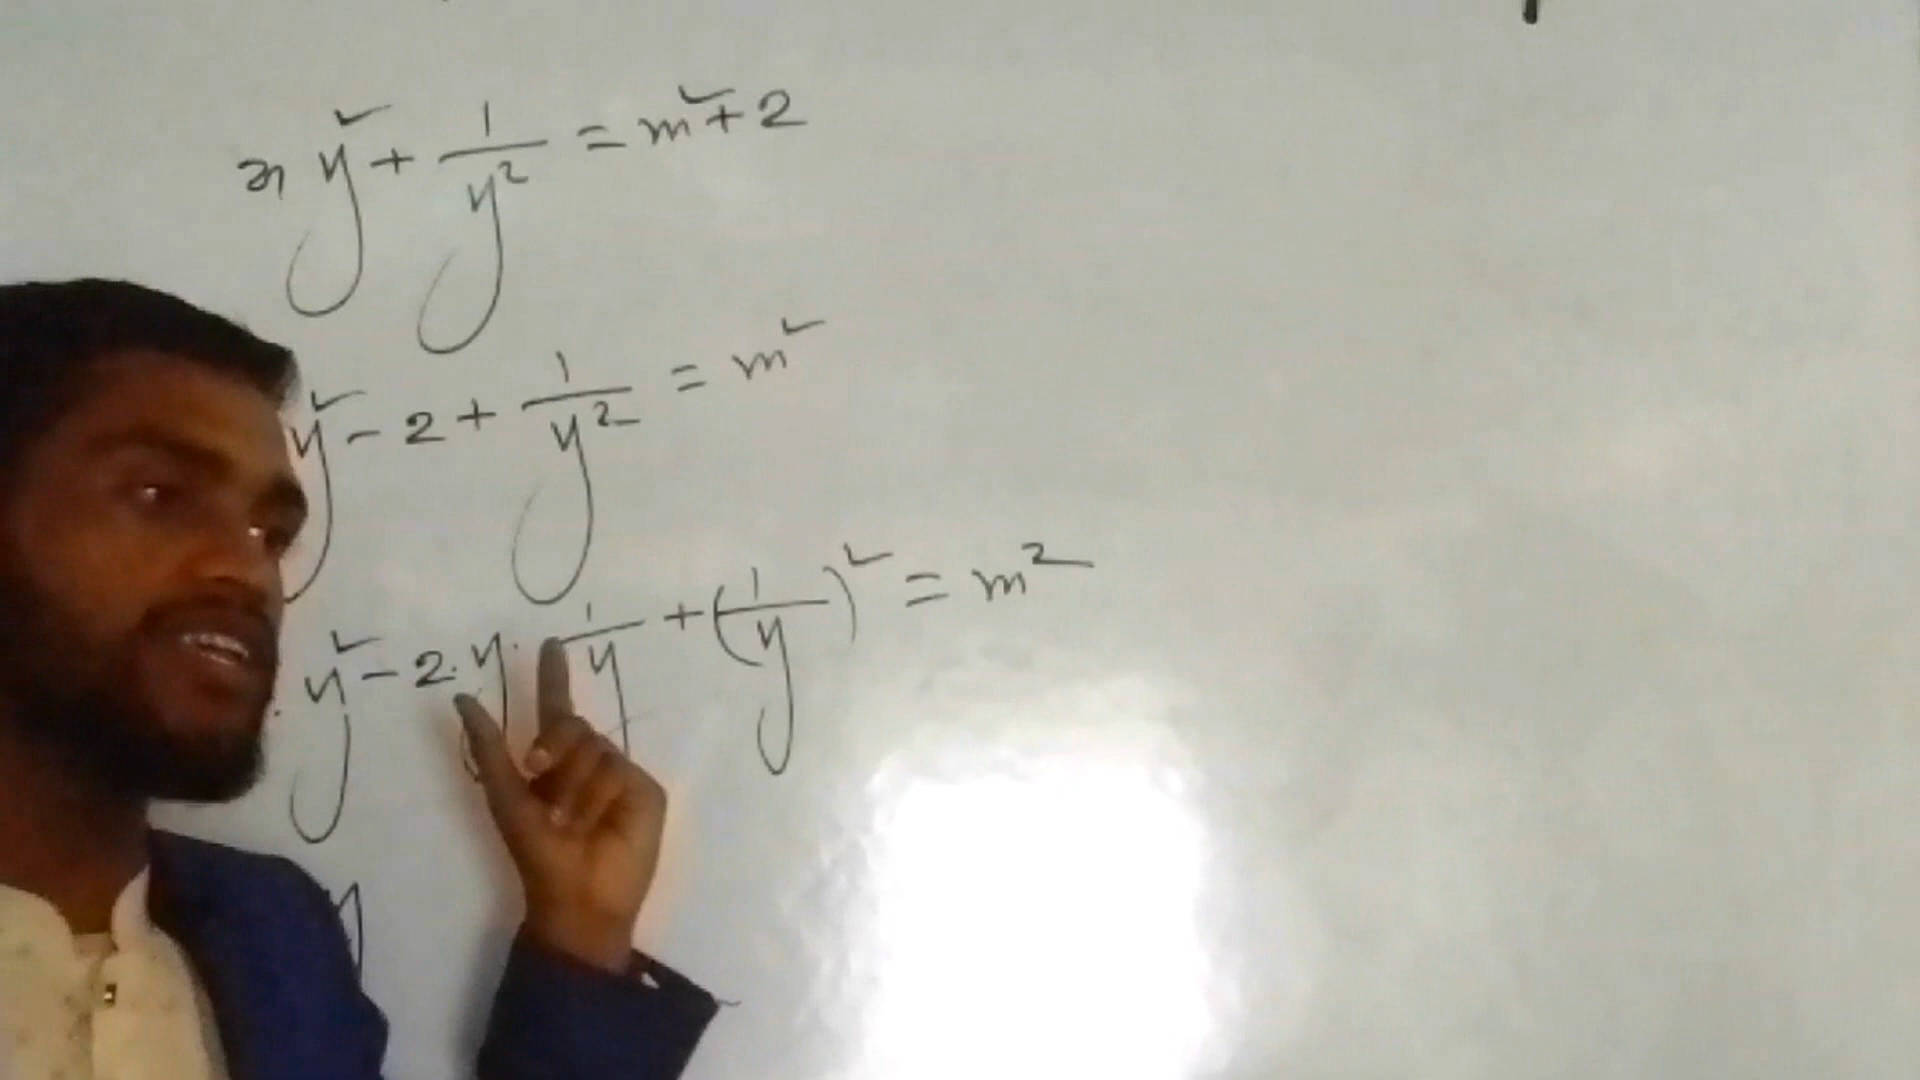 বা, y² + 1/y² = m² + 2
y² - 2 + 1/y² = m²
y² - 2. y. 1/y + (1/y)² = m²
y